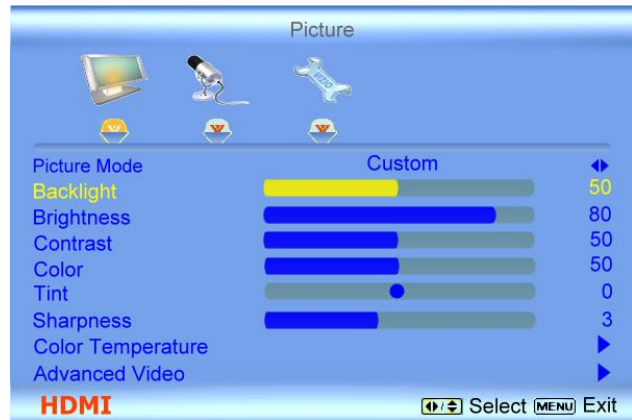 Picture
VIZIO
Picture Mode Custom
Backlight 50
Brightness 80
Contrast 50
Color 50
Tint 0
Sharpness 3
Color Temperature
Advanced Video
HDMI Select MENU Exit